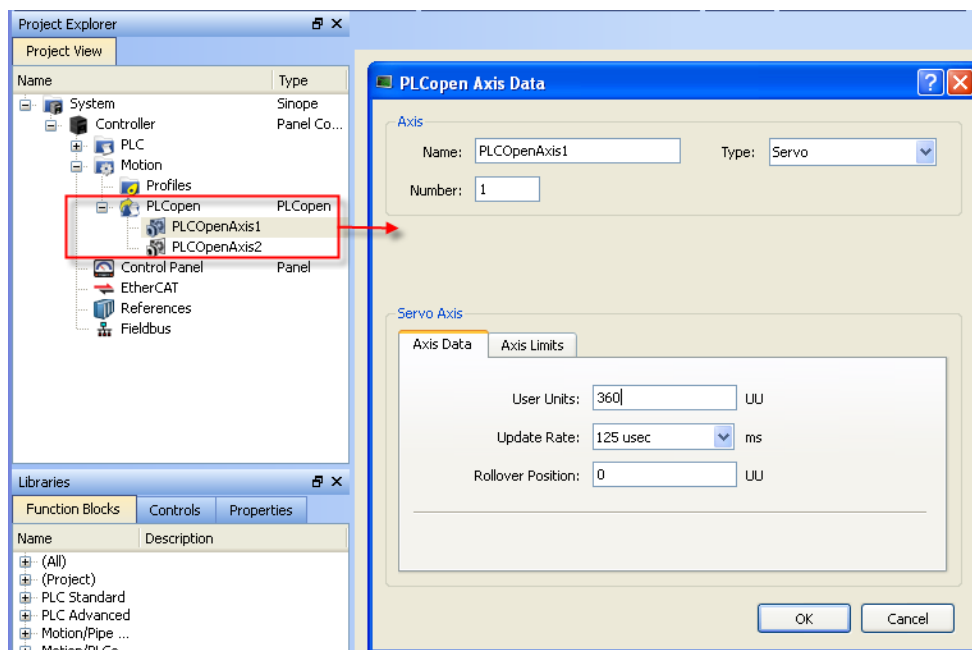 Project Explorer
Project View
Name Type
System Sinope
Controller Panel Co...
PLC
Motion
Profiles
PLCopen PLCopen
PLCOpenAxis1
PLCOpenAxis2
Control Panel Panel
EtherCAT
References
Fieldbus
Libraries
Function Blocks Controls Properties
Name Description
(All)
(Project)
PLC Standard
PLC Advanced
Motion/Pipe ...
PLCopen Axis Data
Axis
Name: PLCOpenAxis1 Type: Servo
Number: 1
Servo Axis
Axis Data Axis Limits
User Units: 360 UU
Update Rate: 125 usec ms
Rollover Position: 0 UU
OK Cancel